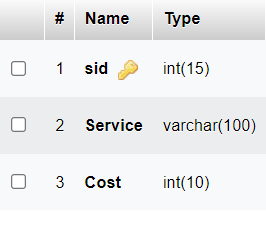 # Name Type
1 sid int(15)
2 Service varchar(100)
3 Cost int(10)